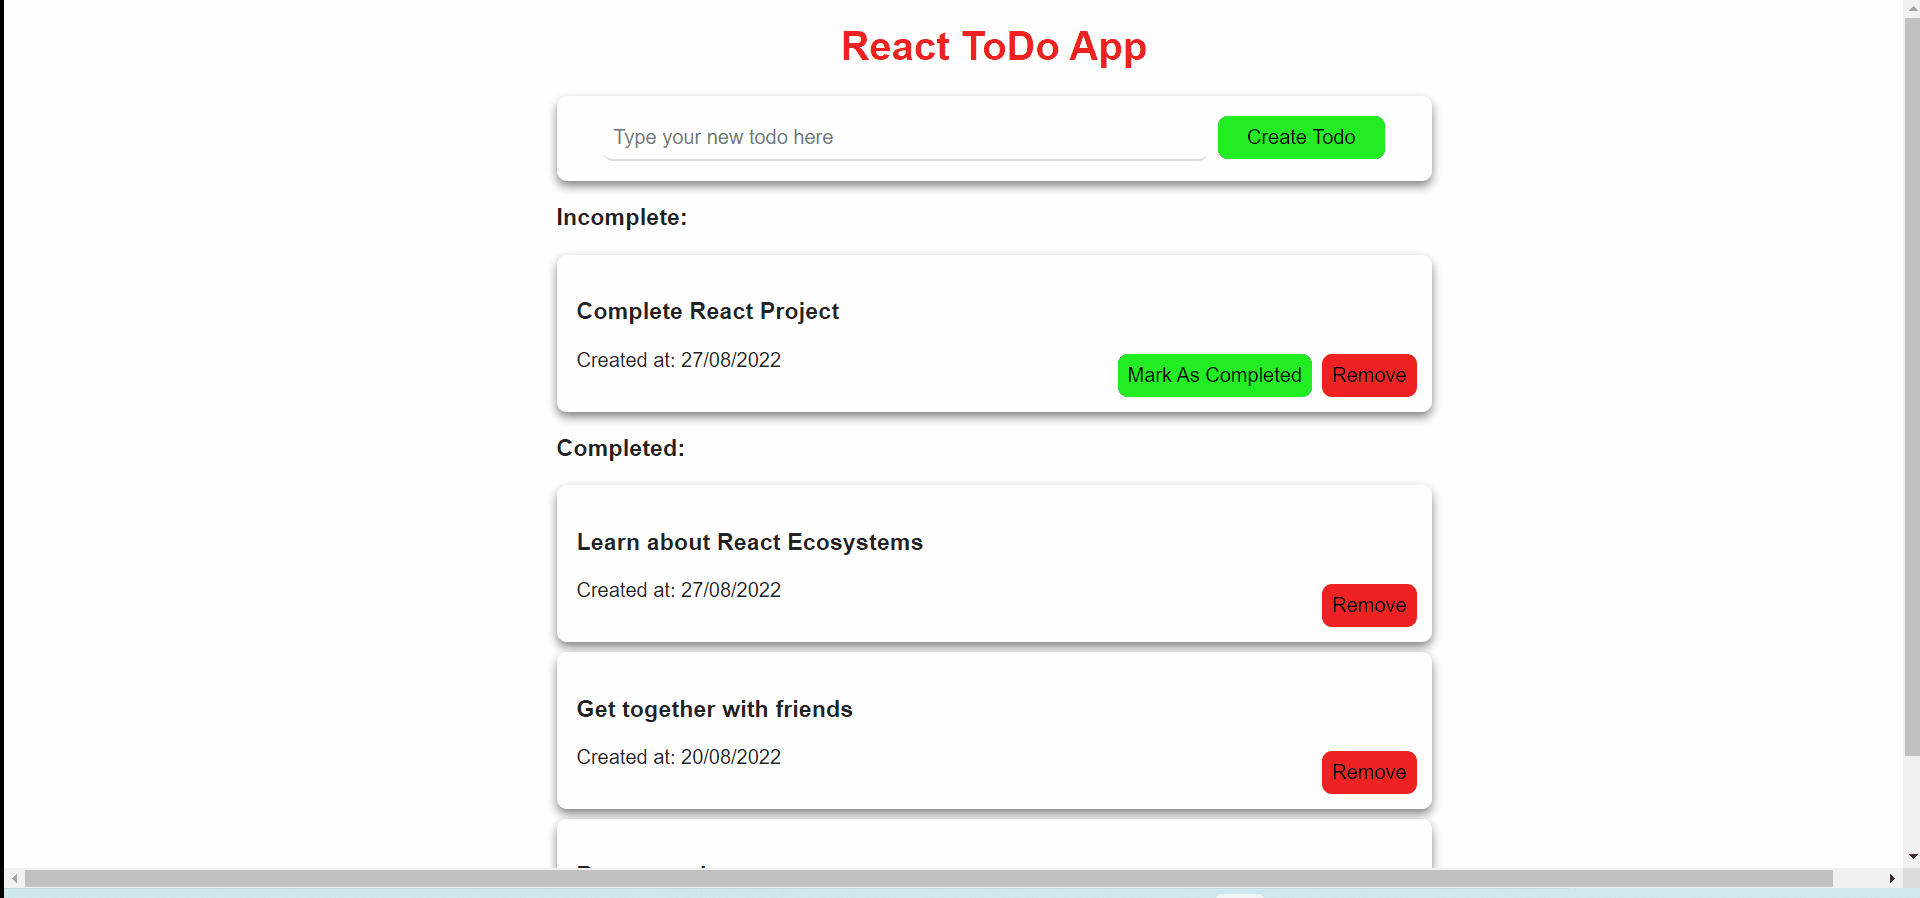 React ToDo App
Type your new todo here
Create Todo
Incomplete:
Complete React Project
Created at: 27/08/2022
Mark As Completed
Remove
Completed:
Learn about React Ecosystems
Created at: 27/08/2022
Remove
Get together with friends
Created at: 20/08/2022
Remove